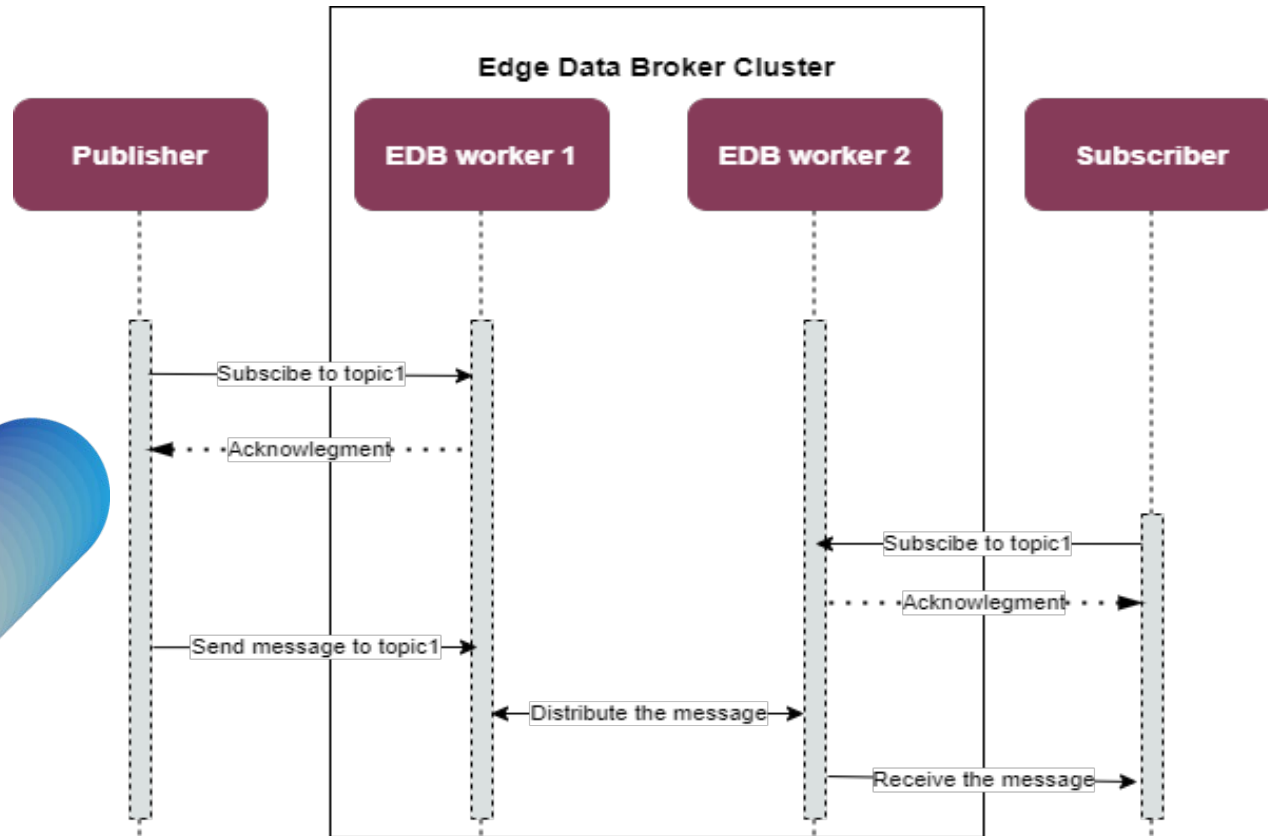 Edge Data Broker Cluster
Publisher
EDB worker 1
EDB worker 2
Subscriber
Subscibe to topic1
Acknowlegment
Subscibe to topic1
Acknowlegment
Send message to topic1
Distribute the message
Receive the message